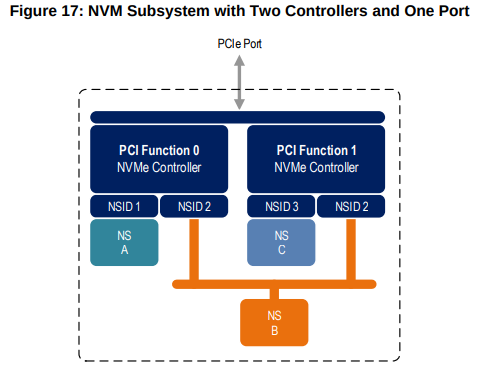 Figure 17: NVM Subsystem with Two Controllers and One Port
PCIe Port
PCI Function 0
NVMe Controller
PCI Function 1
NVMe Controller
NSID 1
NSID 2
NSID 3
NSID 2
NS
A
NS
C
NS
B